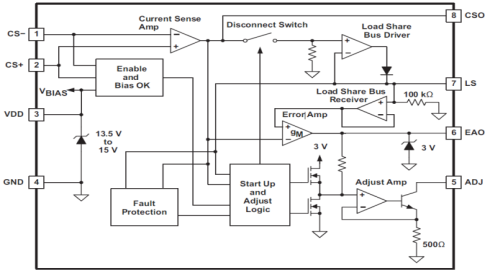 Current Sense
Amp
Disconnect Switch
Load Share
Bus Driver
8 CSO
CS– 1
CS+ 2
Enable
and
Bias OK
7 LS
VBIAS
Load Share Bus
Receiver
100 kΩ
VDD 3
Error Amp
gM
6 EAO
13.5 V
to
15 V
3 V
3 V
GND 4
Fault
Protection
Start Up
and
Adjust
Logic
Adjust Amp
5 ADJ
500Ω